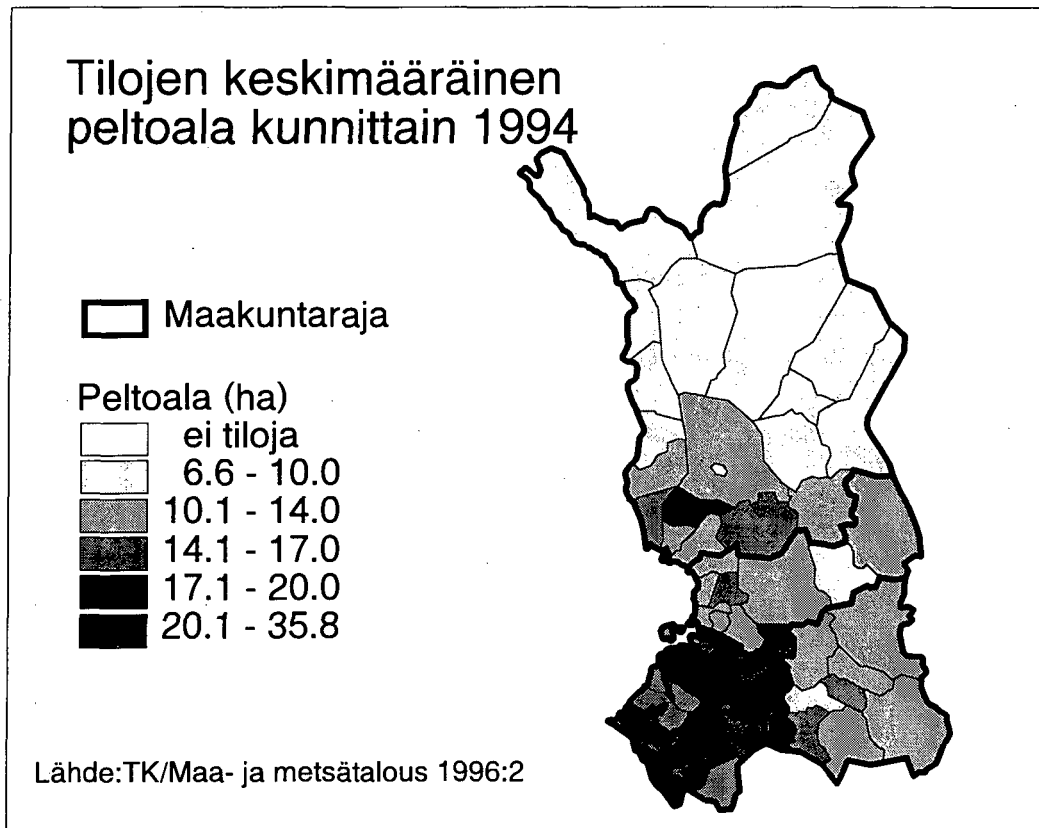 Tilojen keskimääräinen
peltoala kunnittain 1994
Maakuntaraja
Peltoala (ha)
ei tiloja
6.6 - 10.0
10.1 - 14.0
14.1 - 17.0
17.1 - 20.0
20.1 - 35.8
Lähde:TK/Maa- ja metsätalous 1996:2